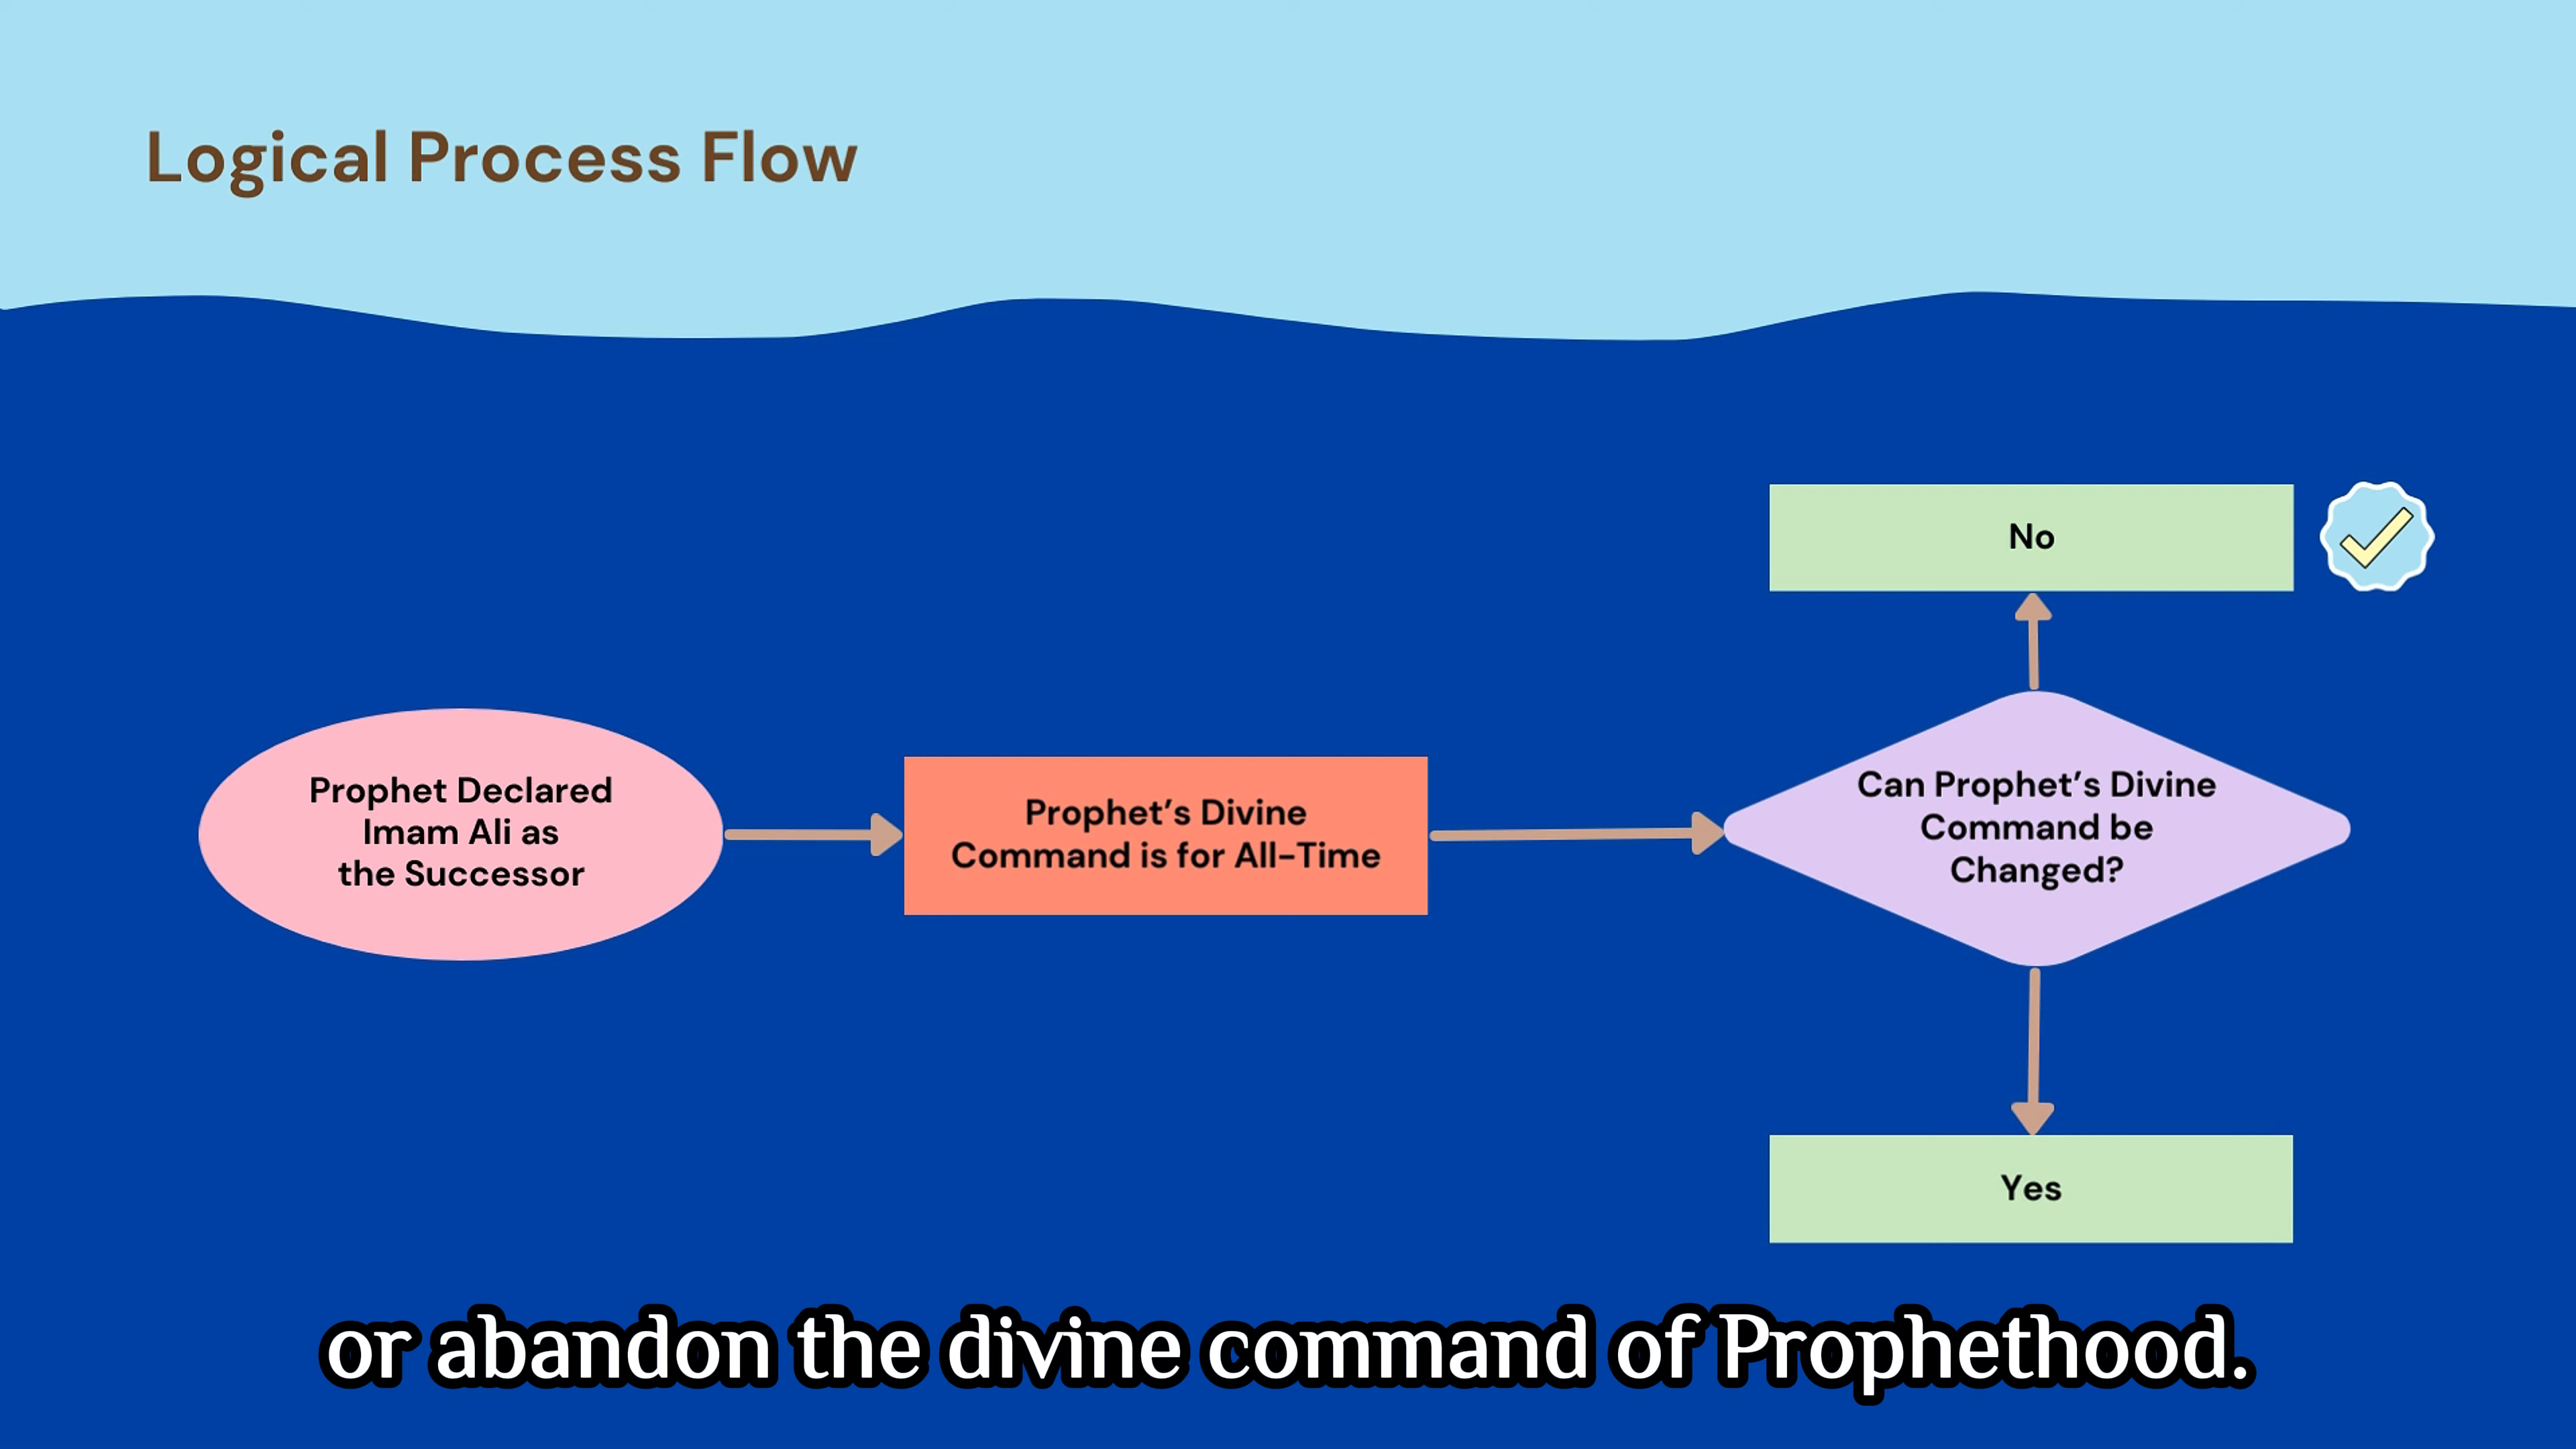 Logical Process Flow
No
Prophet Declared
Imam Ali as
the Successor
Prophet's Divine
Command is for All-Time
Can Prophet's Divine
Command be
Changed?
Yes
or abandon the divine command of Prophethood.